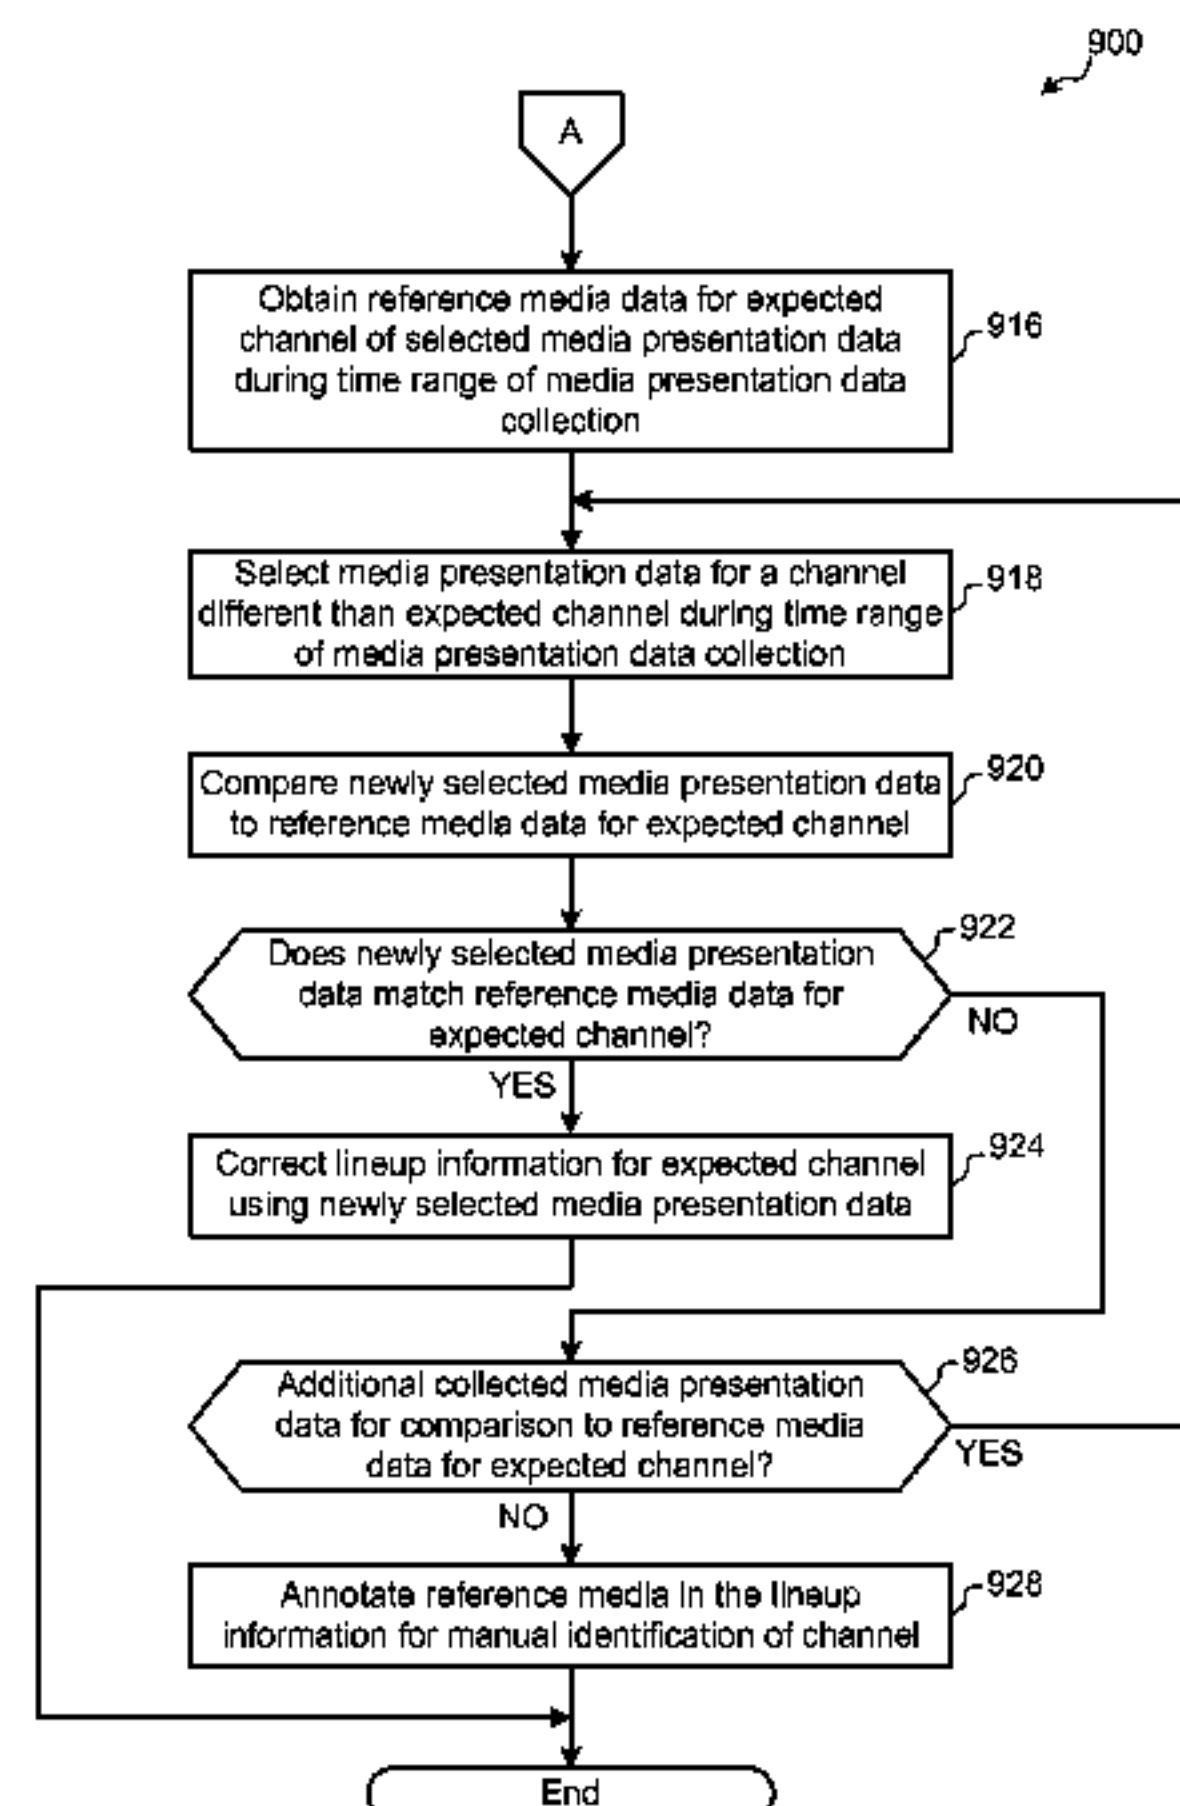 900
A
Obtain reference media data for expected
channel of selected media presentation data
during time range of media presentation data
collection
916
Select media presentation data for a channel
different than expected channel during time range
of media presentation data collection
918
Compare newly selected media presentation data
to reference media data for expected channel
920
Does newly selected media presentation
data match reference media data for
expected channel?
922
NO
YES
Correct lineup information for expected channel
using newly selected media presentation data
924
Additional collected media presentation
data for comparison to reference media
data for expected channel?
926
YES
NO
Annotate reference media in the lineup
information for manual identification of channel
928
End